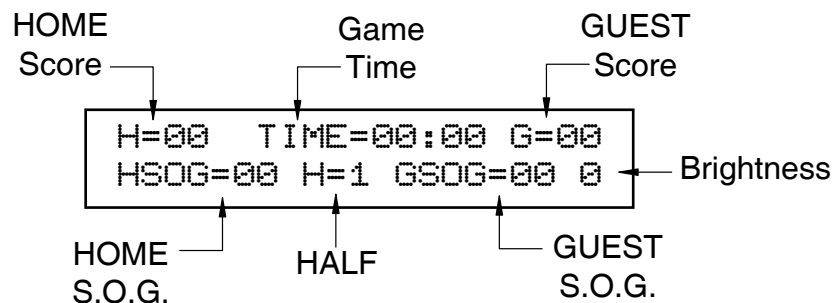 HOME
Score
Game
Time
GUEST
Score
H=00 TIME=00:00 G=00
HSOG=00 H=1 GSOG=00 0
Brightness
HOME
S.O.G.
HALF
GUEST
S.O.G.